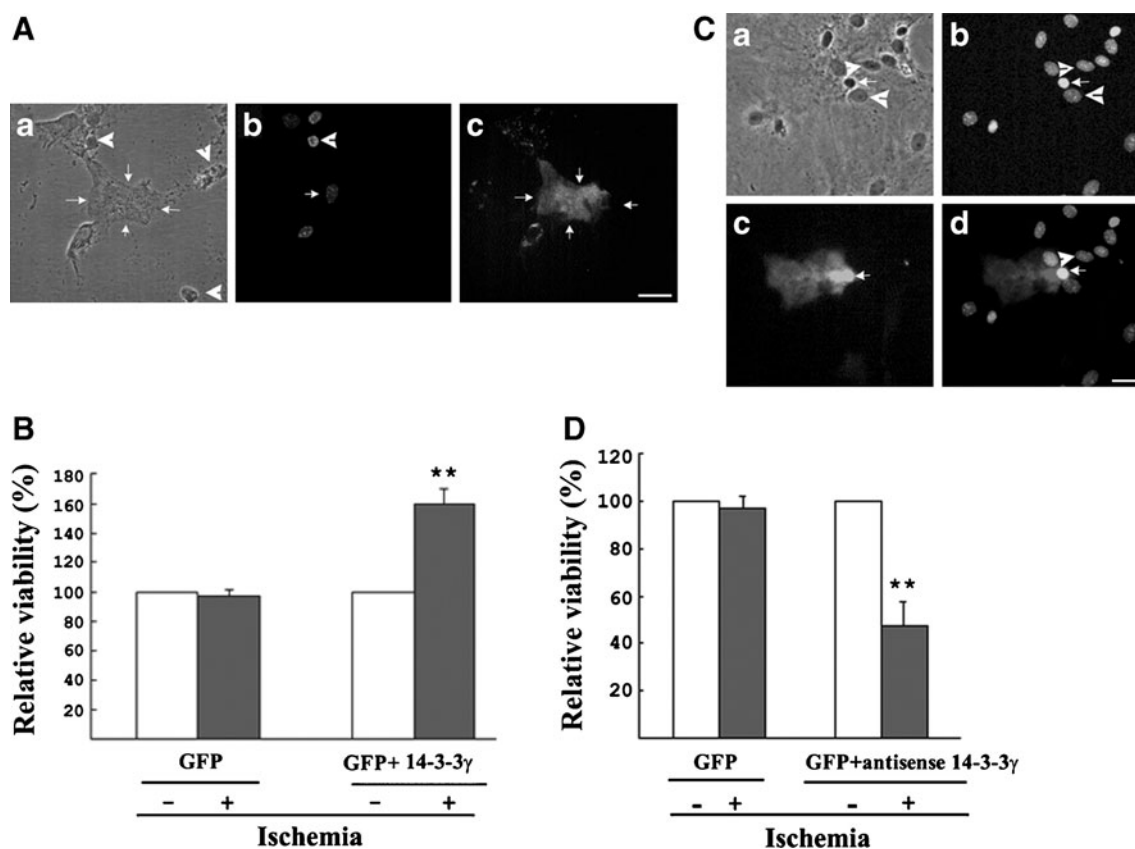 A
a
b
c
C
a
b
c
d
B
Relative viability (%)
180
160
140
120
100
80
60
40
20
**
GFP
GFP+ 14-3-3γ
− + − +
Ischemia
D
Relative viability (%)
120
100
80
60
40
20
**
GFP
GFP+antisense 14-3-3γ
- + - +
Ischemia